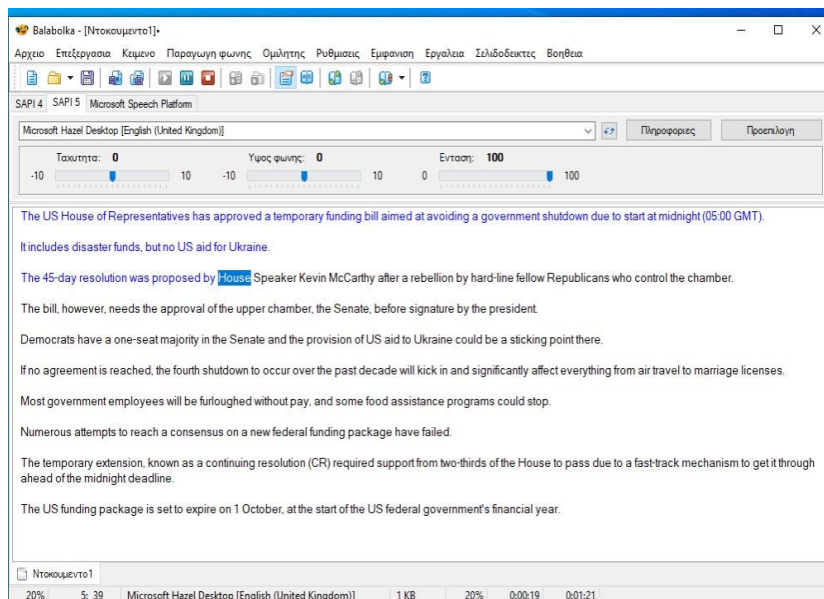 Balabolka - [Ντοκουμεντο1]•
Αρχειο Επεξεργασια Κειμενο Παραγωγη φωνης Ομιλητης Ρυθμισεις Εμφανιση Εργαλεια Σελιδοδεικτες Βοηθεια
SAPI 4 SAPI 5 Microsoft Speech Platform
Microsoft Hazel Desktop [English (United Kingdom)] Πληροφοριες Προεπιλογη
Ταχυτητα: 0 Υψος φωνης: 0 Ενταση: 100
-10 10 -10 10 0 100
The US House of Representatives has approved a temporary funding bill aimed at avoiding a government shutdown due to start at midnight (05:00 GMT).
It includes disaster funds, but no US aid for Ukraine.
The 45-day resolution was proposed by House Speaker Kevin McCarthy after a rebellion by hard-line fellow Republicans who control the chamber.
The bill, however, needs the approval of the upper chamber, the Senate, before signature by the president.
Democrats have a one-seat majority in the Senate and the provision of US aid to Ukraine could be a sticking point there.
If no agreement is reached, the fourth shutdown to occur over the past decade will kick in and significantly affect everything from air travel to marriage licenses.
Most government employees will be furloughed without pay, and some food assistance programs could stop.
Numerous attempts to reach a consensus on a new federal funding package have failed.
The temporary extension, known as a continuing resolution (CR) required support from two-thirds of the House to pass due to a fast-track mechanism to get it through
ahead of the midnight deadline.
The US funding package is set to expire on 1 October, at the start of the US federal government's financial year.
Ντοκουμεντο1
20% 5: 39 Microsoft Hazel Desktop [English (United Kingdom)] 1 KB 20% 0:00:19 0:01:21